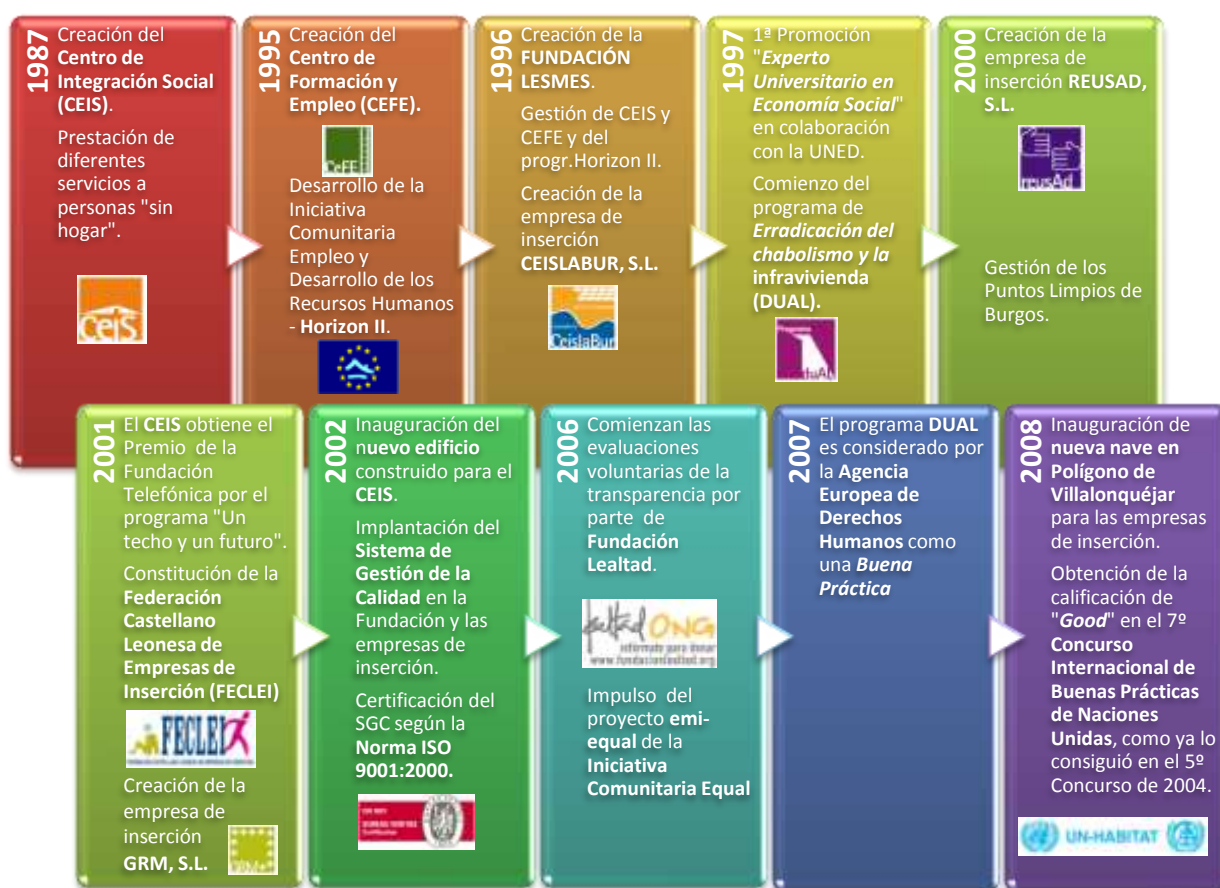 1987
Creación del
Centro de
Integración Social
(CEIS).
Prestación de
diferentes
servicios a
personas "sin
hogar".
CeiS
1995
Creación del
Centro de
Formación y
Empleo (CEFE).
CeFE
Desarrollo de la
Iniciativa
Comunitaria
Empleo y
Desarrollo de los
Recursos Humanos
- Horizon II.
1996
Creación de la
FUNDACIÓN
LESMES.
Gestión de CEIS y
CEFE y del
progr.Horizon II.
Creación de la
empresa de
inserción
CEISLABUR, S.L.
CeislaBur
1997
1ª Promoción
"Experto
Universitario en
Economía Social"
en colaboración
con la UNED.
Comienzo del
programa de
Erradicación del
chabolismo y la
infravivienda
(DUAL).
duAL
2000
Creación de la
empresa de
inserción REUSAD,
S.L.
reusAd
Gestión de los
Puntos Limpios de
Burgos.
2001
El CEIS obtiene el
Premio de la
Fundación
Telefónica por el
programa "Un
techo y un futuro".
Constitución de la
Federación
Castellano
Leonesa de
Empresas de
Inserción (FECLEI)
FECLEI
Creación de la
empresa de
inserción
GRM, S.L.
2002
Inauguración del
nuevo edificio
construido para el
CEIS.
Implantación del
Sistema de
Gestión de la
Calidad en la
Fundación y las
empresas de
inserción.
Certificación del
SGC según la
Norma ISO
9001:2000.
BUREAU VERITAS
Certification
2006
Comienzan las
evaluaciones
voluntarias de la
transparencia por
parte de
Fundación
Lealtad.
lealtad ONG
infórmate para donar
www.fundacionlealtad.org
Impulso del
proyecto emi-
equal de la
Iniciativa
Comunitaria Equal
2007
El programa DUAL
es considerado por
la Agencia
Europea de
Derechos
Humanos como
una Buena
Práctica
2008
Inauguración de
nueva nave en
Polígono de
Villalonquéjar
para las empresas
de inserción.
Obtención de la
calificación de
"Good" en el 7º
Concurso
Internacional de
Buenas Prácticas
de Naciones
Unidas, como ya lo
consiguió en el 5º
Concurso de 2004.
UN-HABITAT